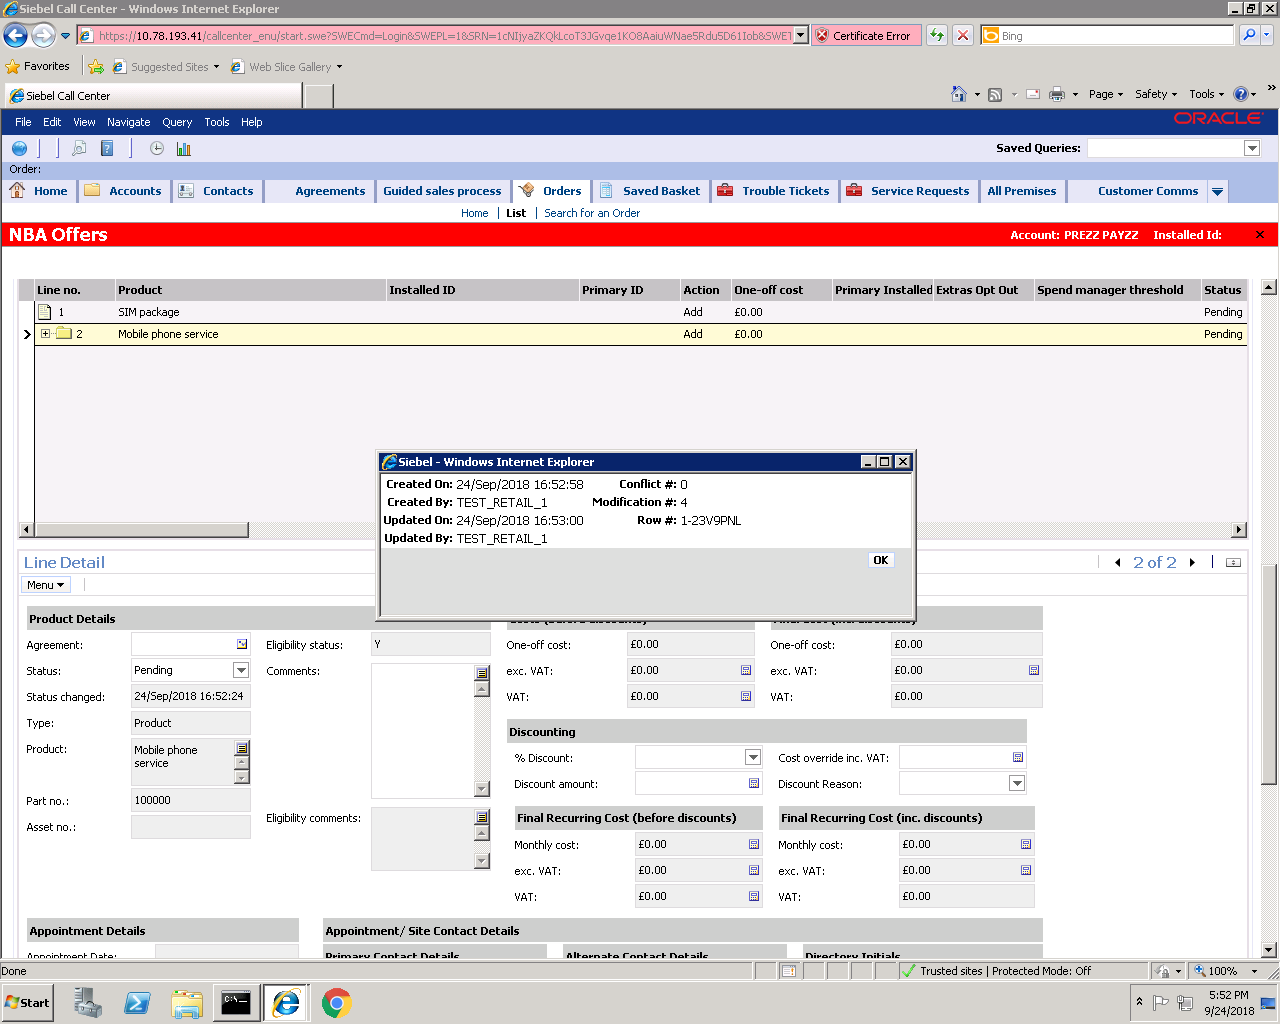 Siebel Call Center - Windows Internet Explorer
https://10.78.193.41/callcenter_enu/start.swe?SWECmd=Login&SWEPL=1&SRN=1cNIjyaZKQkLcoT3JGvqe1KO8AaiuWNae5Rdu5D61Iob&SWET
Certificate Error
Bing
Favorites
Suggested Sites
Web Slice Gallery
Siebel Call Center
Page
Safety
Tools
File Edit View Navigate Query Tools Help
ORACLE
Saved Queries:
Order:
Home
Accounts
Contacts
Agreements
Guided sales process
Orders
Saved Basket
Trouble Tickets
Service Requests
All Premises
Customer Comms
Home | List | Search for an Order
NBA Offers
Account: PREZZ PAYZZ Installed Id:
Line no. Product Installed ID Primary ID Action One-off cost Primary Installed Extras Opt Out Spend manager threshold Status
1 SIM package Add £0.00 Pending
2 Mobile phone service Add £0.00 Pending
Siebel - Windows Internet Explorer
Created On: 24/Sep/2018 16:52:58 Conflict #: 0
Created By: TEST_RETAIL_1 Modification #: 4
Updated On: 24/Sep/2018 16:53:00 Row #: 1-23V9PNL
Updated By: TEST_RETAIL_1
OK
Line Detail
2 of 2
Menu
Product Details
Agreement:
Eligibility status: Y
One-off cost: £0.00
One-off cost: £0.00
Status: Pending
Comments:
exc. VAT: £0.00
exc. VAT: £0.00
Status changed: 24/Sep/2018 16:52:24
VAT: £0.00
VAT: £0.00
Type: Product
Discounting
Product: Mobile phone
service
% Discount:
Cost override inc. VAT:
Discount amount:
Discount Reason:
Part no.: 100000
Asset no.:
Eligibility comments:
Final Recurring Cost (before discounts)
Final Recurring Cost (inc. discounts)
Monthly cost: £0.00
Monthly cost: £0.00
exc. VAT: £0.00
exc. VAT: £0.00
VAT: £0.00
VAT: £0.00
Appointment Details
Appointment/ Site Contact Details
Appointment Date:
Primary Contact Details
Alternate Contact Details
Directory Initials
Done
Trusted sites | Protected Mode: Off
100%
Start
5:52 PM
9/24/2018